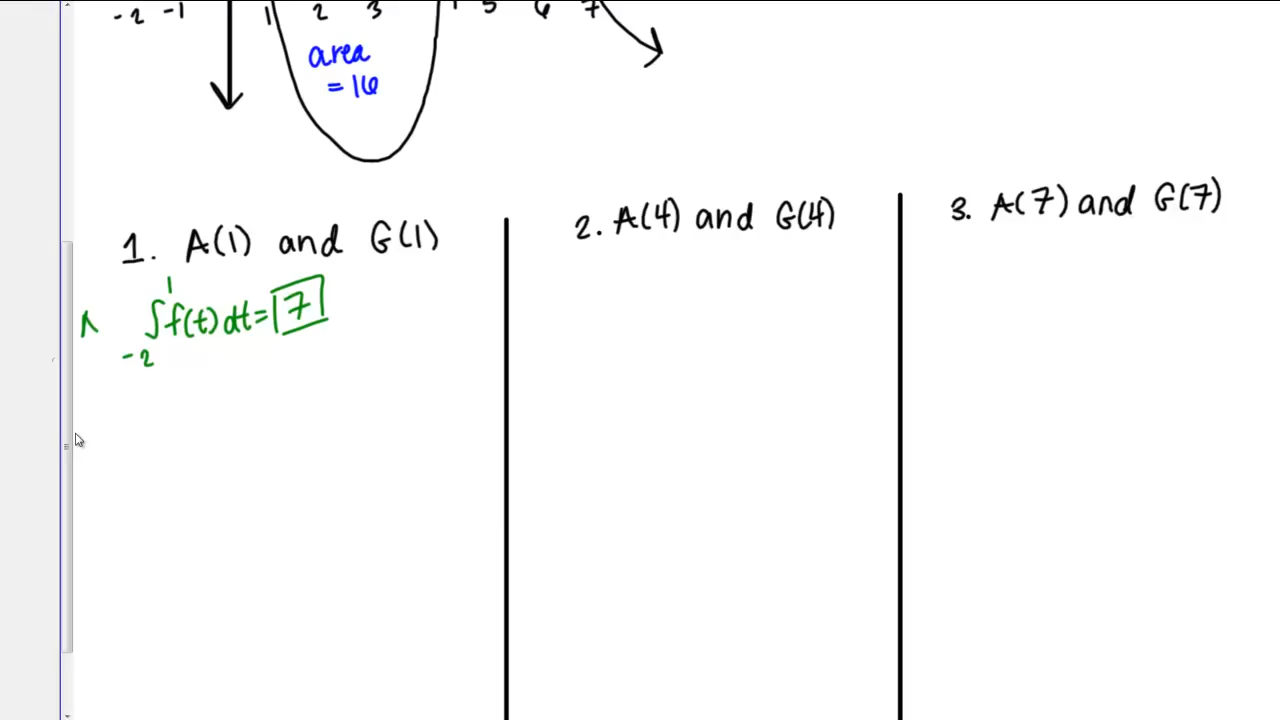 -2 -1 1 2 3 5 6 7
area
= 16
1. A(1) and G(1)
2. A(4) and G(4)
3. A(7) and G(7)
1
∫f(t)dt = 7
-2